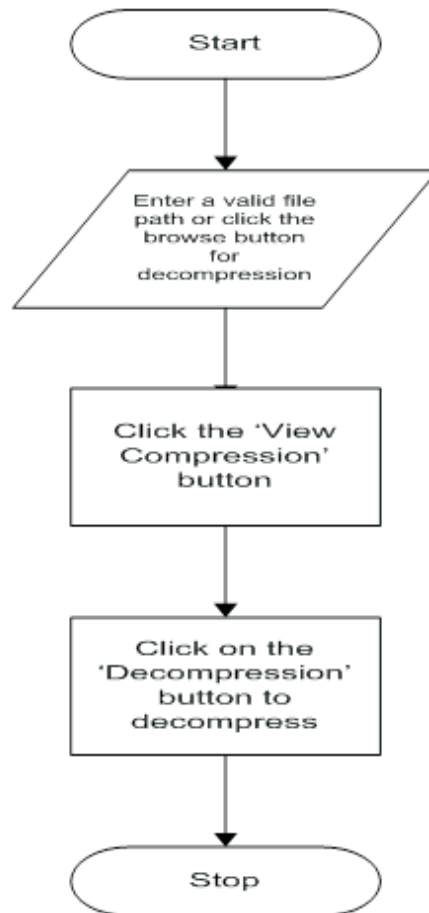 Start
Enter a valid file
path or click the
browse button
for
decompression
Click the ‘View
Compression’
button
Click on the
‘Decompression’
button to
decompress
Stop